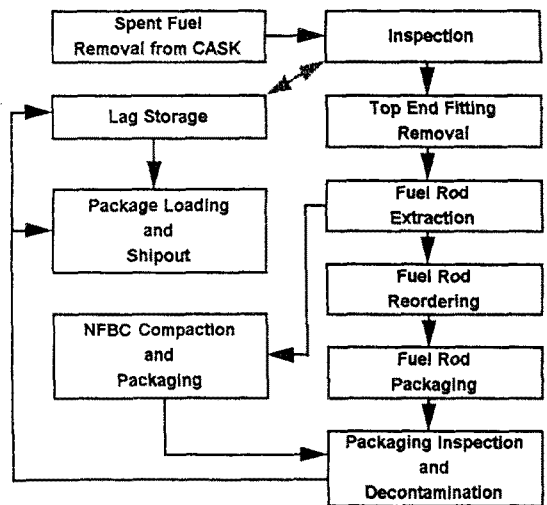 Spent Fuel
Removal from CASK
Inspection
Lag Storage
Top End Fitting
Removal
Package Loading
and
Shipout
Fuel Rod
Extraction
Fuel Rod
Reordering
NFBC Compaction
and
Packaging
Fuel Rod
Packaging
Packaging Inspection
and
Decontamination